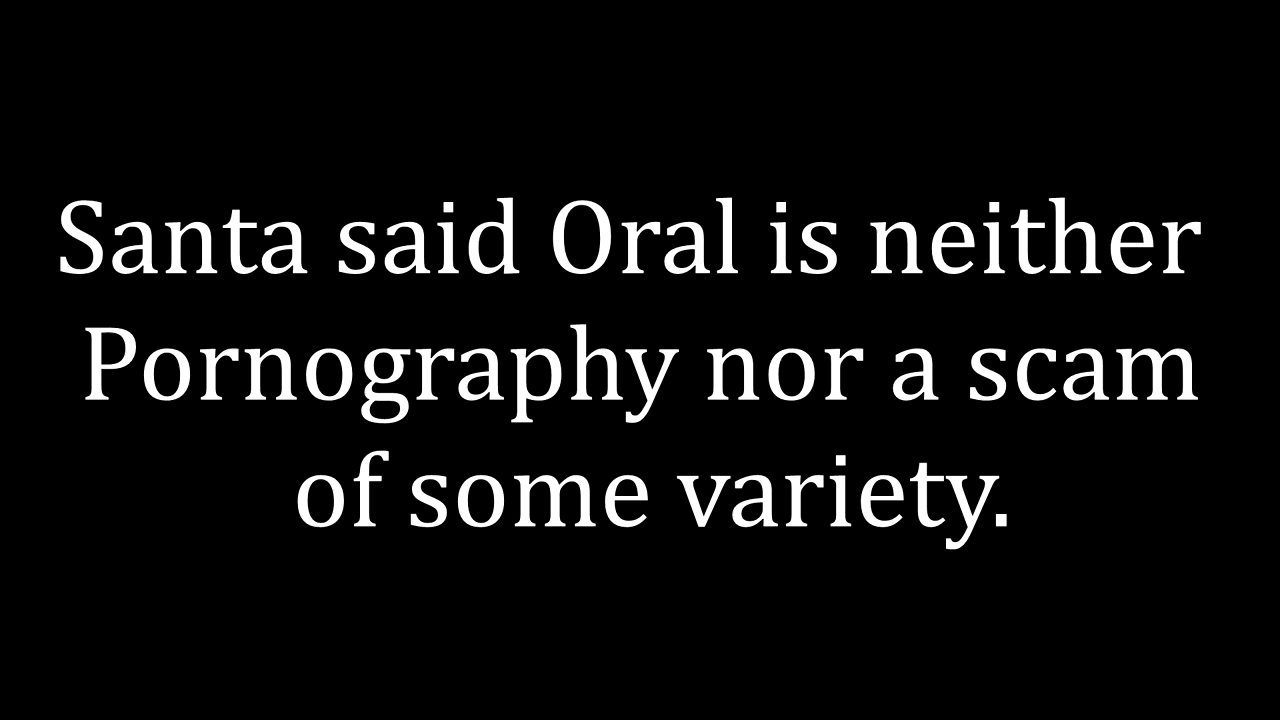 Santa said Oral is neither
Pornography nor a scam
of some variety.